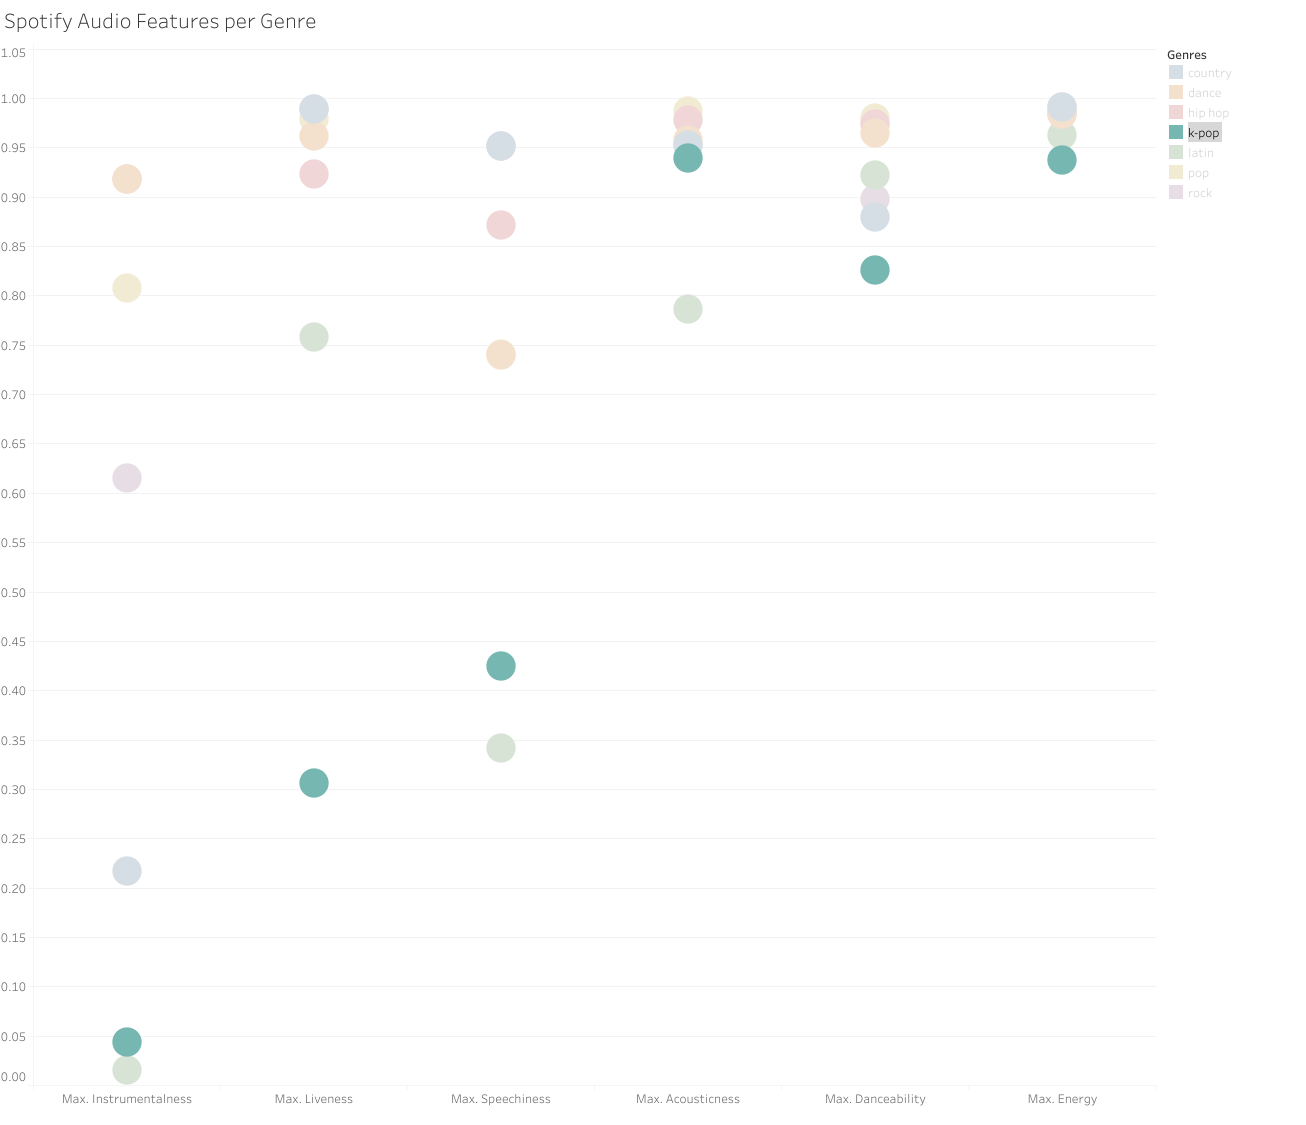 Spotify Audio Features per Genre
1.05
1.00
0.95
0.90
0.85
0.80
0.75
0.70
0.65
0.60
0.55
0.50
0.45
0.40
0.35
0.30
0.25
0.20
0.15
0.10
0.05
0.00
Max. Instrumentalness
Max. Liveness
Max. Speechiness
Max. Acousticness
Max. Danceability
Max. Energy
Genres
country
dance
hip hop
k-pop
latin
pop
rock